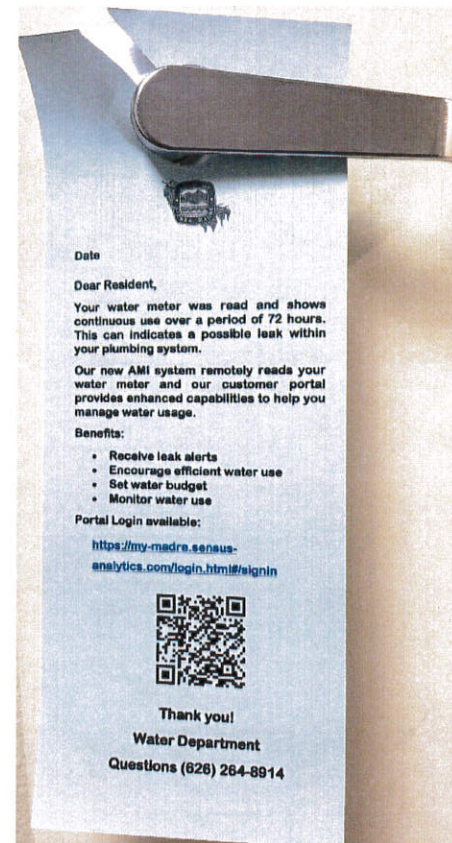 Date
Dear Resident,
Your water meter was read and shows
continuous use over a period of 72 hours.
This can indicates a possible leak within
your plumbing system.
Our new AMI system remotely reads your
water meter and our customer portal
provides enhanced capabilities to help you
manage water usage.
Benefits:
• Receive leak alerts
• Encourage efficient water use
• Set water budget
• Monitor water use
Portal Login available:
https://my-madre.sensus-
analytics.com/login.html#/signin
Thank you!
Water Department
Questions (626) 264-8914